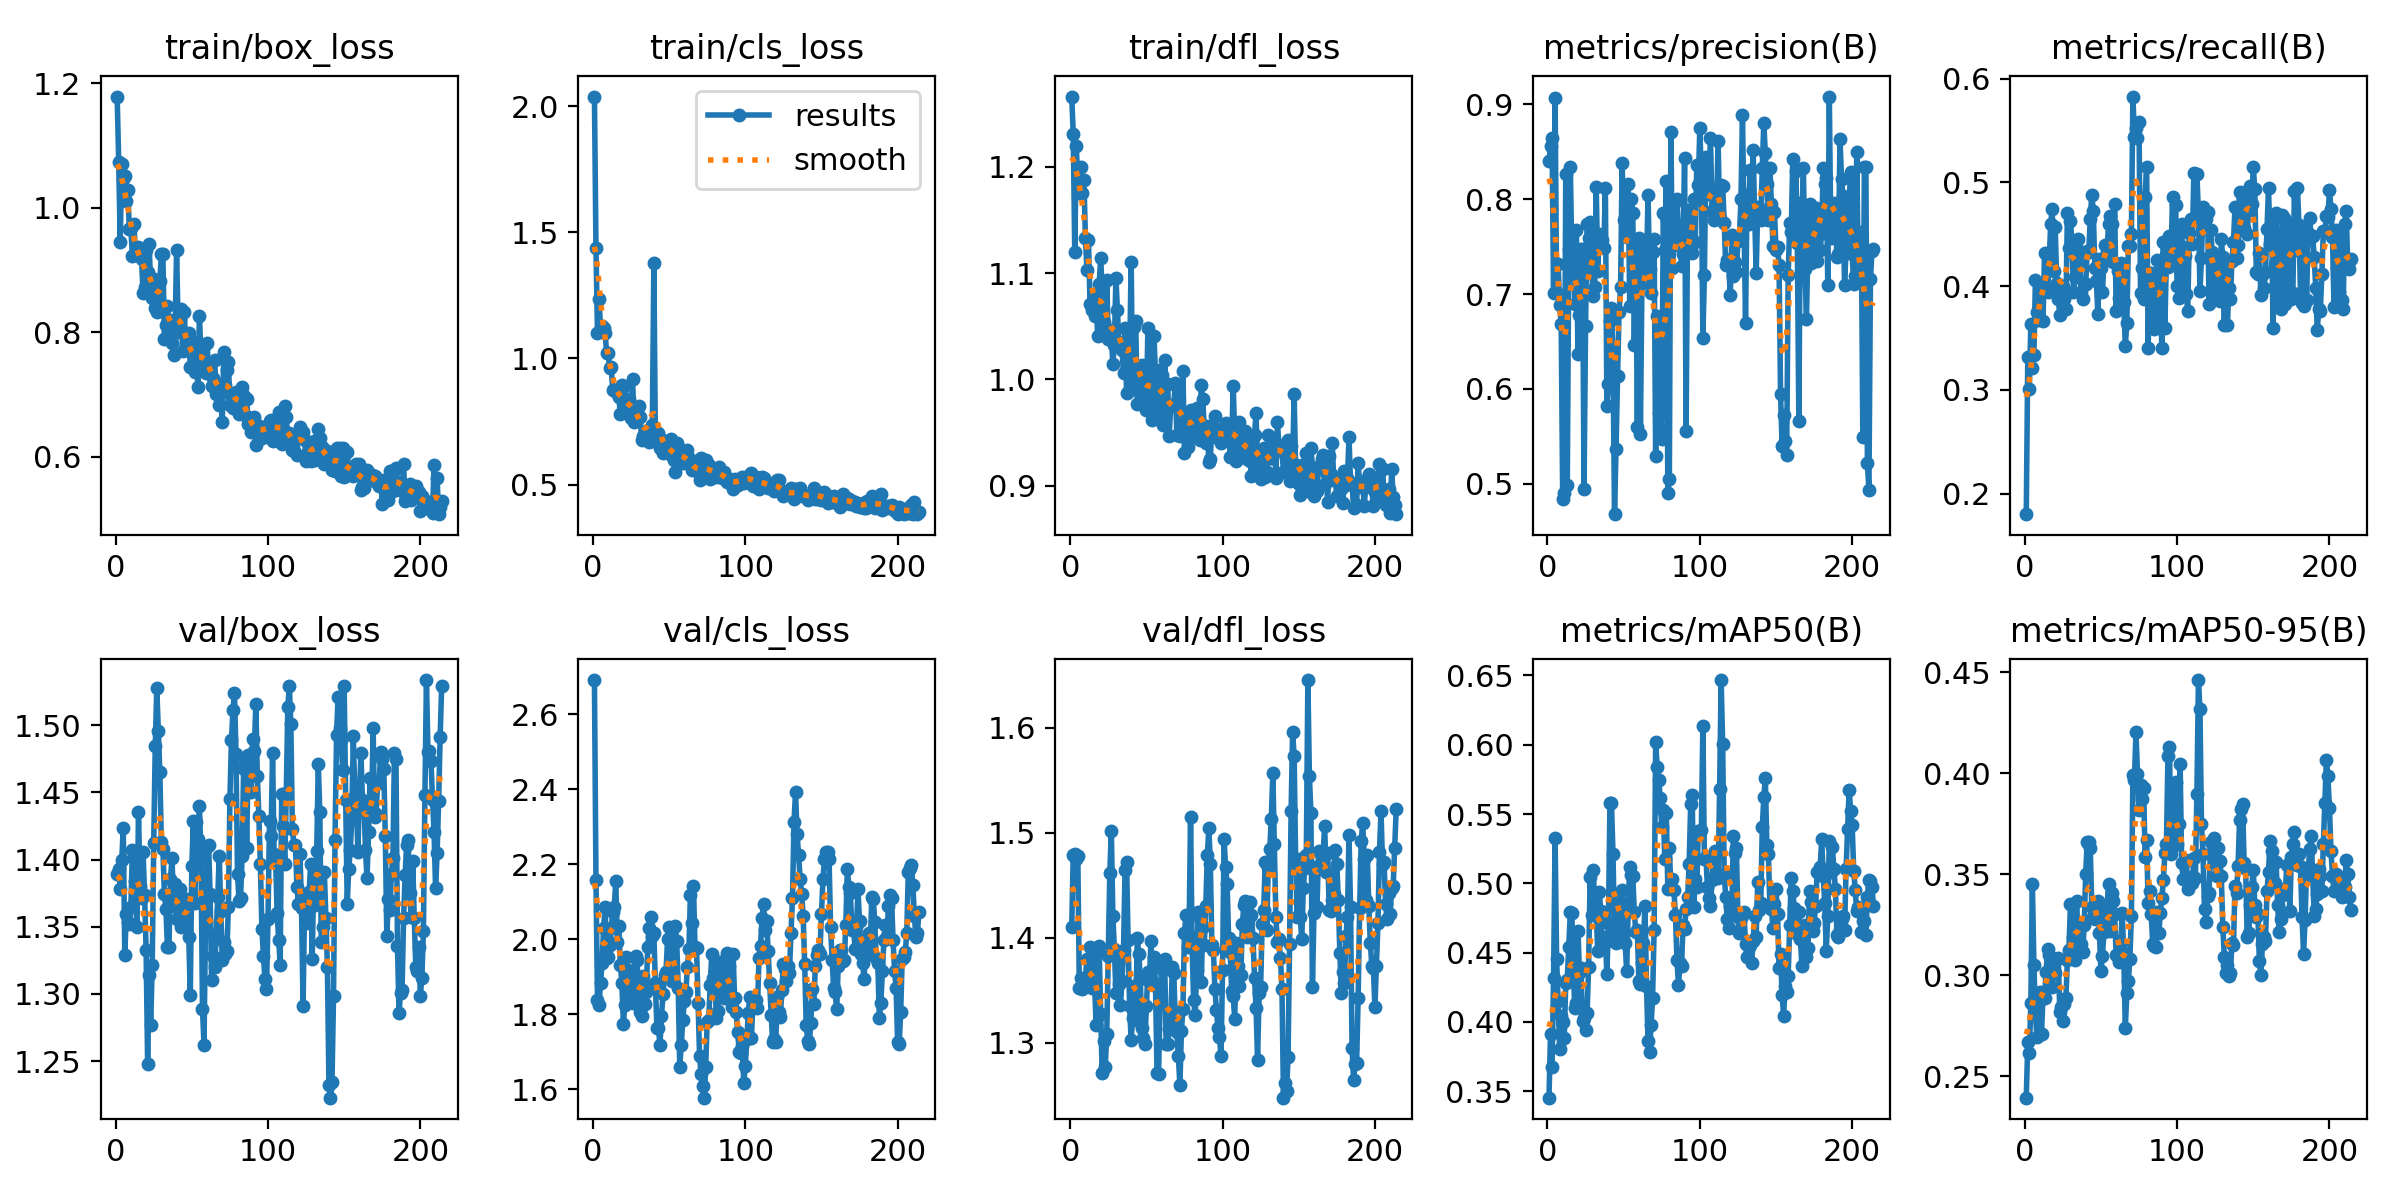 train/box_loss
1.2
1.0
0.8
0.6
0 100 200
train/cls_loss
results
smooth
2.0
1.5
1.0
0.5
0 100 200
train/dfl_loss
1.2
1.1
1.0
0.9
0 100 200
metrics/precision(B)
0.9
0.8
0.7
0.6
0.5
0 100 200
metrics/recall(B)
0.6
0.5
0.4
0.3
0.2
0 100 200
val/box_loss
1.50
1.45
1.40
1.35
1.30
1.25
0 100 200
val/cls_loss
2.6
2.4
2.2
2.0
1.8
1.6
0 100 200
val/dfl_loss
1.6
1.5
1.4
1.3
0 100 200
metrics/mAP50(B)
0.65
0.60
0.55
0.50
0.45
0.40
0.35
0 100 200
metrics/mAP50-95(B)
0.45
0.40
0.35
0.30
0.25
0 100 200